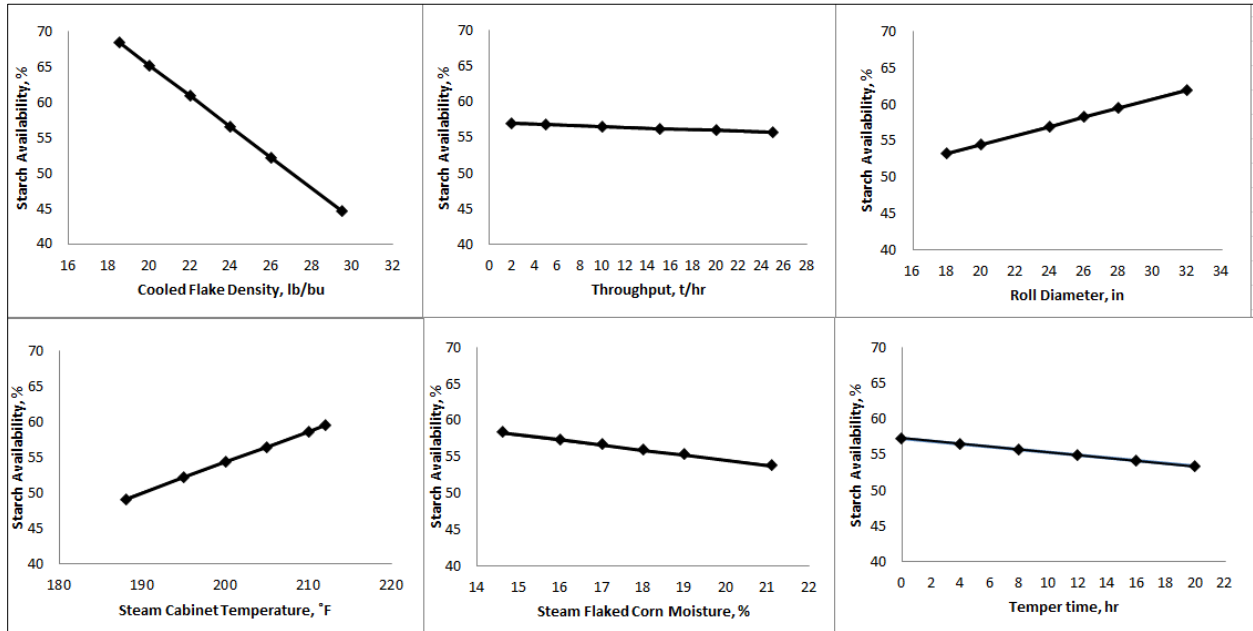 Starch Availability, %
70
65
60
55
50
45
40
16 18 20 22 24 26 28 30 32
Cooled Flake Density, lb/bu
Starch Availability, %
70
65
60
55
50
45
40
0 2 4 6 8 10 12 14 16 18 20 22 24 26 28
Throughput, t/hr
Starch Availability, %
70
65
60
55
50
45
40
16 18 20 22 24 26 28 30 32 34
Roll Diameter, in
Starch Availability, %
70
65
60
55
50
45
40
180 190 200 210 220
Steam Cabinet Temperature, ˚F
Starch Availability, %
70
65
60
55
50
45
40
14 15 16 17 18 19 20 21 22
Steam Flaked Corn Moisture, %
Starch Availability, %
70
65
60
55
50
45
40
0 2 4 6 8 10 12 14 16 18 20 22
Temper time, hr